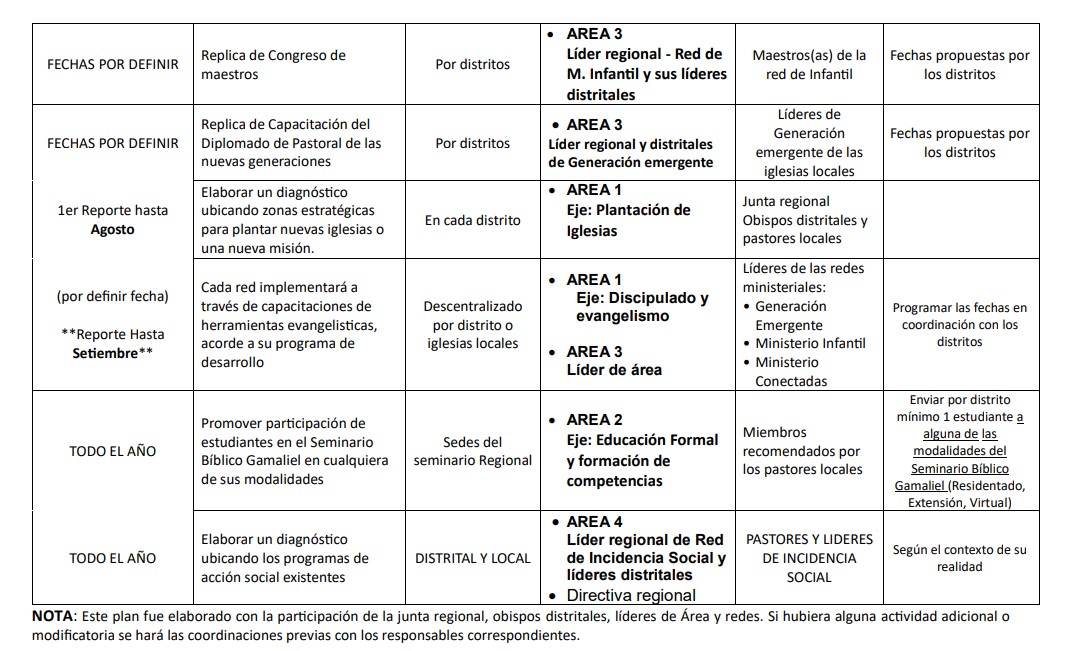 FECHAS POR DEFINIR
Replica de Congreso de
maestros
Por distritos
• AREA 3
Líder regional - Red de
M. Infantil y sus líderes
distritales
Maestros(as) de la
red de Infantil
Fechas propuestas por
los distritos
FECHAS POR DEFINIR
Replica de Capacitación del
Diplomado de Pastoral de las
nuevas generaciones
Por distritos
• AREA 3
Líder regional y distritales
de Generación emergente
Líderes de
Generación
emergente de las
iglesias locales
Fechas propuestas por
los distritos
1er Reporte hasta
Agosto
Elaborar un diagnóstico
ubicando zonas estratégicas
para plantar nuevas iglesias o
una nueva misión.
En cada distrito
• AREA 1
Eje: Plantación de
Iglesias
Junta regional
Obispos distritales y
pastores locales
(por definir fecha)
**Reporte Hasta
Setiembre**
Cada red implementará a
través de capacitaciones de
herramientas evangelisticas,
acorde a su programa de
desarrollo
Descentralizado
por distrito o
iglesias locales
• AREA 1
Eje: Discipulado y
evangelismo
• AREA 3
Líder de área
Líderes de las redes
ministeriales:
• Generación
Emergente
• Ministerio Infantil
• Ministerio
Conectadas
Programar las fechas en
coordinación con los
distritos
TODO EL AÑO
Promover participación de
estudiantes en el Seminario
Bíblico Gamaliel en cualquiera
de sus modalidades
Sedes del
seminario Regional
• AREA 2
Eje: Educación Formal
y formación de
competencias
Miembros
recomendados por
los pastores locales
Enviar por distrito
mínimo 1 estudiante a
alguna de las
modalidades del
Seminario Bíblico
Gamaliel (Residentado,
Extensión, Virtual)
TODO EL AÑO
Elaborar un diagnóstico
ubicando los programas de
acción social existentes
DISTRITAL Y LOCAL
• AREA 4
Líder regional de Red
de Incidencia Social y
líderes distritales
• Directiva regional
PASTORES Y LIDERES
DE INCIDENCIA
SOCIAL
Según el contexto de su
realidad
NOTA: Este plan fue elaborado con la participación de la junta regional, obispos distritales, líderes de Área y redes. Si hubiera alguna actividad adicional o
modificatoria se hará las coordinaciones previas con los responsables correspondientes.